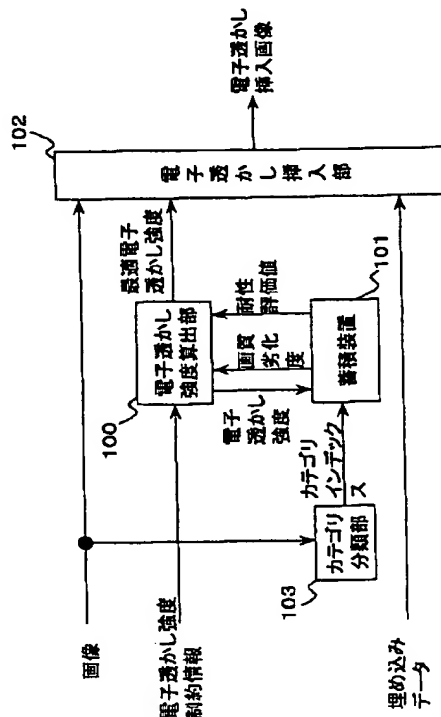 画像
電子透かし強度
制約情報
埋め込み
データ
103
カテゴリ
分類部
カテゴリ
インデック
ス
100
電子透かし
強度算出部
電子
透かし
強度
画質
劣化
度
耐性
評価値
101
蓄積装置
最適電子
透かし強度
102
電子透かし挿入部
電子透かし
挿入画像